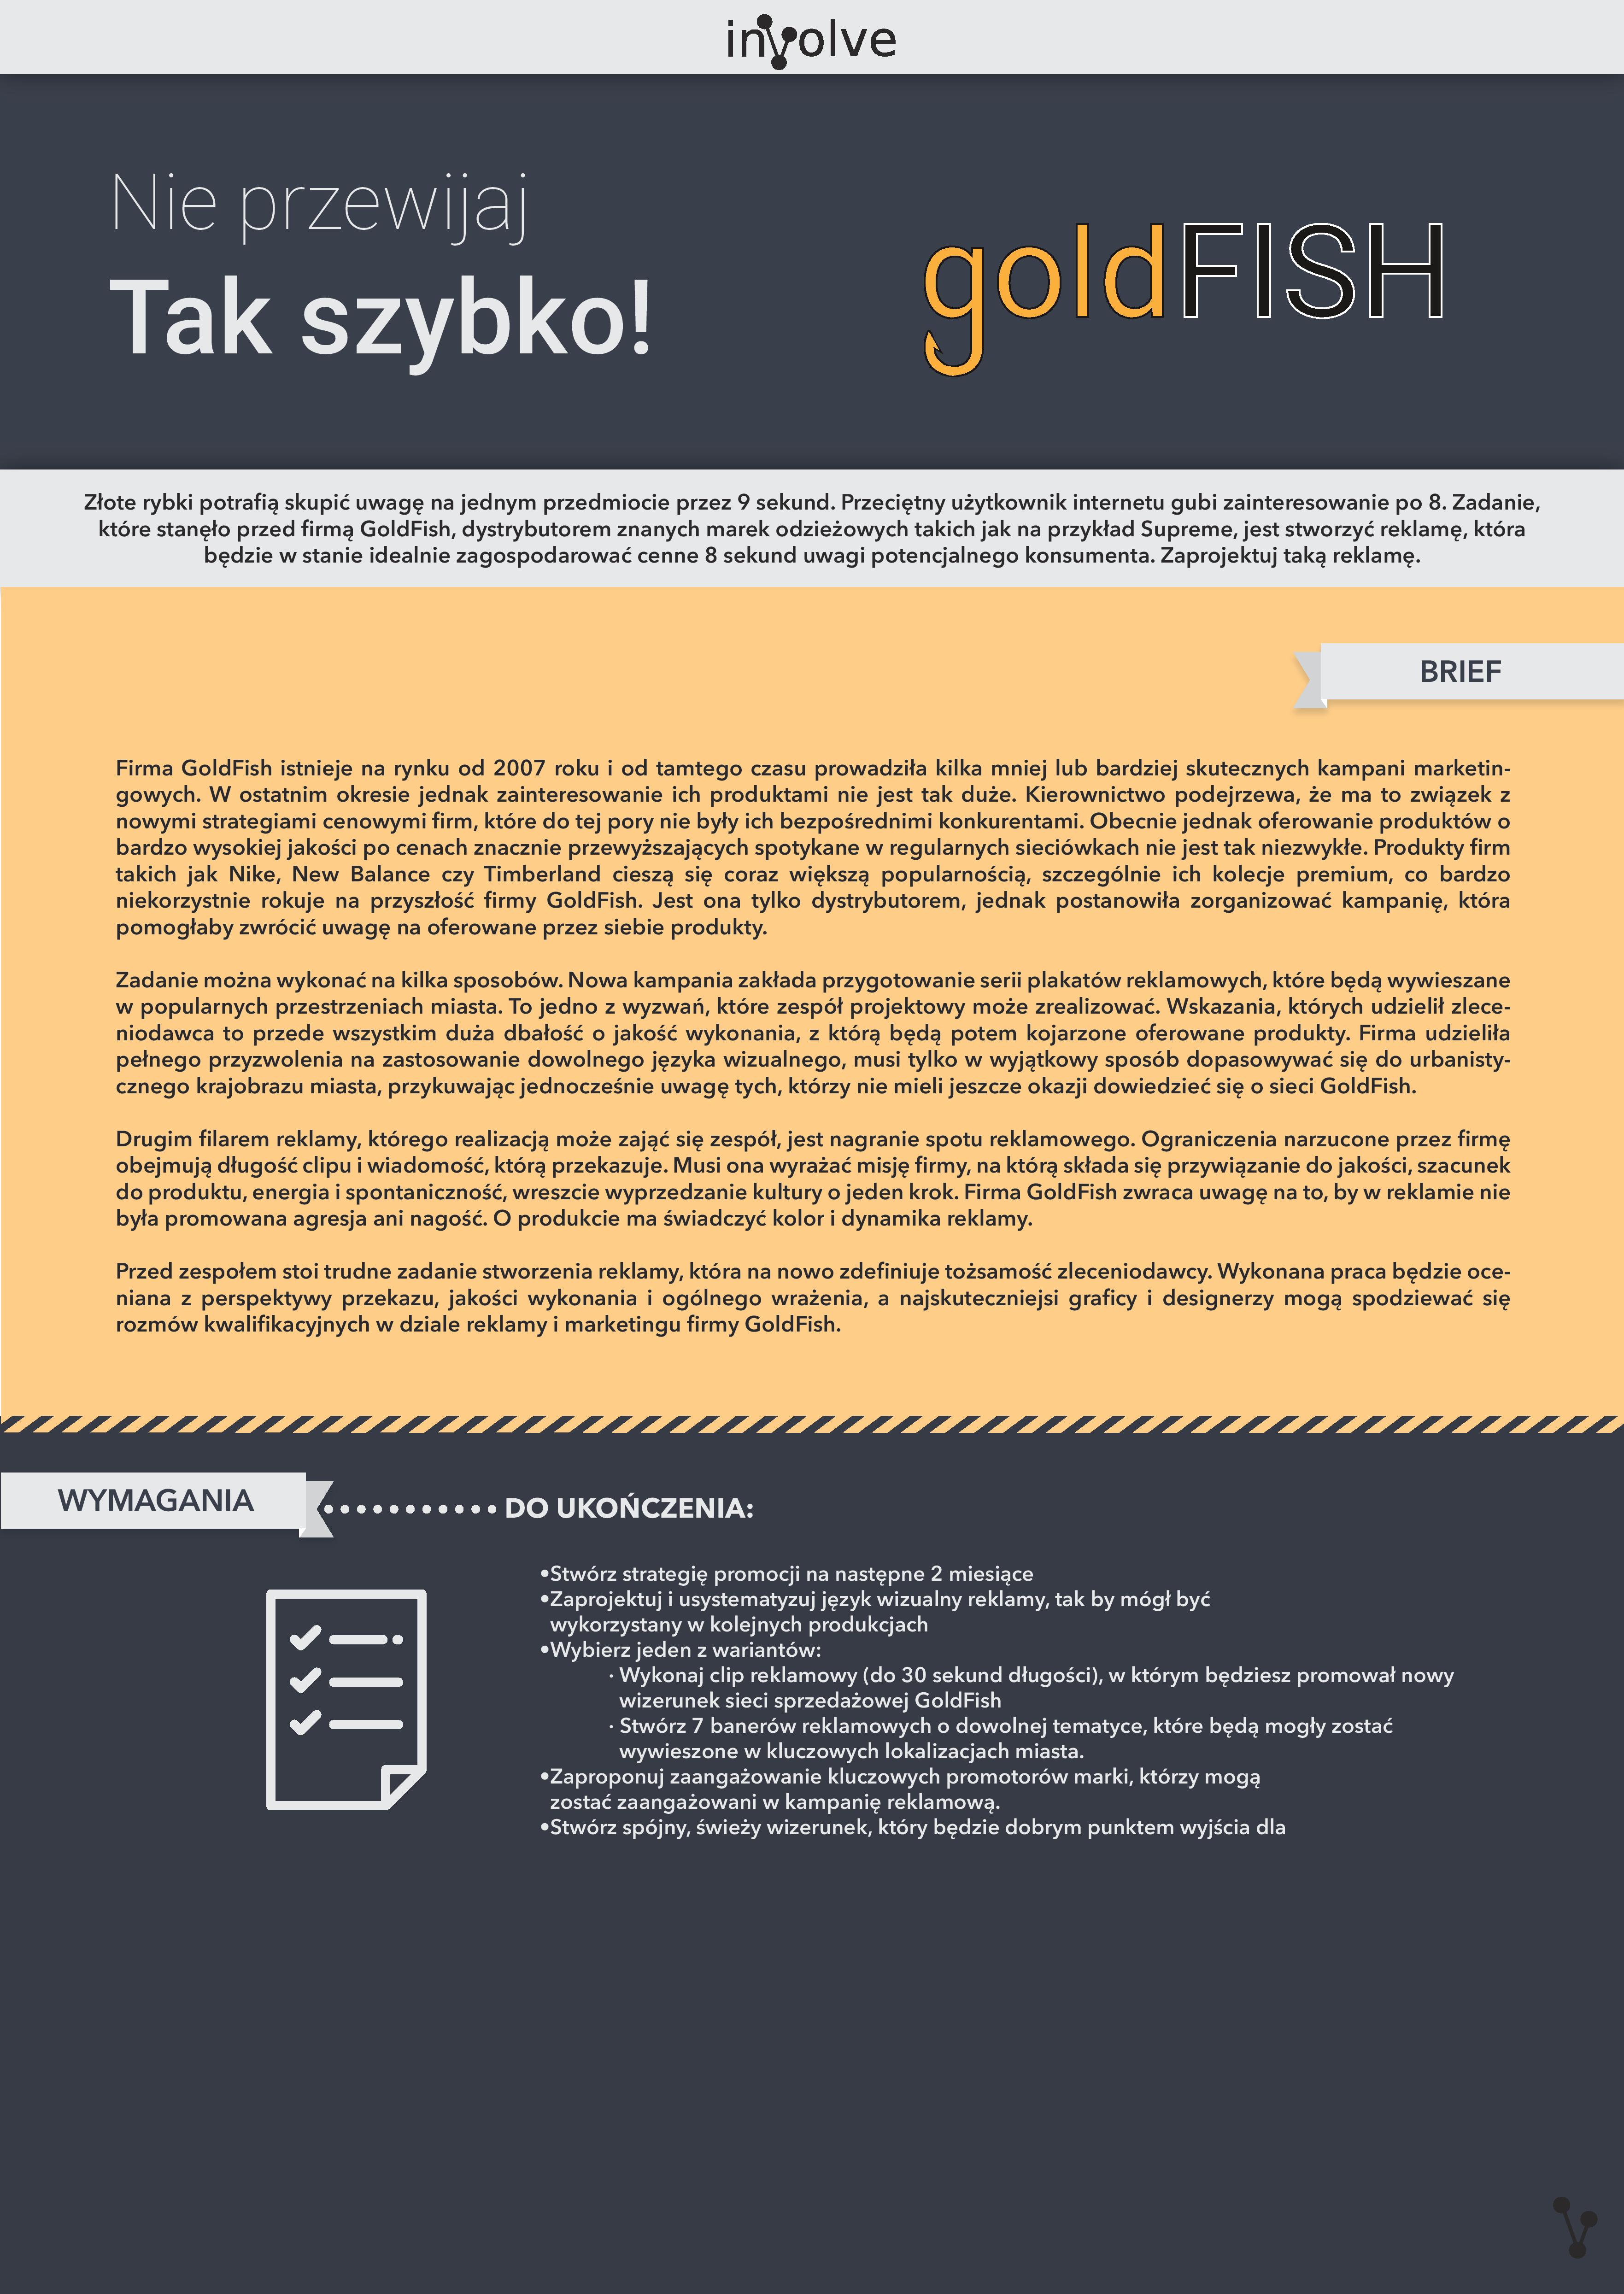 involve
Nie przewijaj
Tak szybko!
goldFISH
Złote rybki potrafią skupić uwagę na jednym przedmiocie przez 9 sekund. Przeciętny użytkownik internetu gubi zainteresowanie po 8. Zadanie,
które stanęło przed firmą GoldFish, dystrybutorem znanych marek odzieżowych takich jak na przykład Supreme, jest stworzyć reklamę, która
będzie w stanie idealnie zagospodarować cenne 8 sekund uwagi potencjalnego konsumenta. Zaprojektuj taką reklamę.
BRIEF
Firma GoldFish istnieje na rynku od 2007 roku i od tamtego czasu prowadziła kilka mniej lub bardziej skutecznych kampani marketin-
gowych. W ostatnim okresie jednak zainteresowanie ich produktami nie jest tak duże. Kierownictwo podejrzewa, że ma to związek z
nowymi strategiami cenowymi firm, które do tej pory nie były ich bezpośrednimi konkurentami. Obecnie jednak oferowanie produktów o
bardzo wysokiej jakości po cenach znacznie przewyższających spotykane w regularnych sieciówkach nie jest tak niezwykłe. Produkty firm
takich jak Nike, New Balance czy Timberland cieszą się coraz większą popularnością, szczególnie ich kolecje premium, co bardzo
niekorzystnie rokuje na przyszłość firmy GoldFish. Jest ona tylko dystrybutorem, jednak postanowiła zorganizować kampanię, która
pomogłaby zwrócić uwagę na oferowane przez siebie produkty.
Zadanie można wykonać na kilka sposobów. Nowa kampania zakłada przygotowanie serii plakatów reklamowych, które będą wywieszane
w popularnych przestrzeniach miasta. To jedno z wyzwań, które zespół projektowy może zrealizować. Wskazania, których udzielił zlece-
niodawca to przede wszystkim duża dbałość o jakość wykonania, z którą będą potem kojarzone oferowane produkty. Firma udzieliła
pełnego przyzwolenia na zastosowanie dowolnego języka wizualnego, musi tylko w wyjątkowy sposób dopasowywać się do urbanisty-
cznego krajobrazu miasta, przykuwając jednocześnie uwagę tych, którzy nie mieli jeszcze okazji dowiedzieć się o sieci GoldFish.
Drugim filarem reklamy, którego realizacją może zająć się zespół, jest nagranie spotu reklamowego. Ograniczenia narzucone przez firmę
obejmują długość clipu i wiadomość, którą przekazuje. Musi ona wyrażać misję firmy, na którą składa się przywiązanie do jakości, szacunek
do produktu, energia i spontaniczność, wreszcie wyprzedzanie kultury o jeden krok. Firma GoldFish zwraca uwagę na to, by w reklamie nie
była promowana agresja ani nagość. O produkcie ma świadczyć kolor i dynamika reklamy.
Przed zespołem stoi trudne zadanie stworzenia reklamy, która na nowo zdefiniuje tożsamość zleceniodawcy. Wykonana praca będzie oce-
niana z perspektywy przekazu, jakości wykonania i ogólnego wrażenia, a najskuteczniejsi graficy i designerzy mogą spodziewać się
rozmów kwalifikacyjnych w dziale reklamy i marketingu firmy GoldFish.
WYMAGANIA
DO UKOŃCZENIA:
•Stwórz strategię promocji na następne 2 miesiące
•Zaprojektuj i usystematyzuj język wizualny reklamy, tak by mógł być
wykorzystany w kolejnych produkcjach
•Wybierz jeden z wariantów:
· Wykonaj clip reklamowy (do 30 sekund długości), w którym będziesz promował nowy
wizerunek sieci sprzedażowej GoldFish
· Stwórz 7 banerów reklamowych o dowolnej tematyce, które będą mogły zostać
wywieszone w kluczowych lokalizacjach miasta.
•Zaproponuj zaangażowanie kluczowych promotorów marki, którzy mogą
zostać zaangażowani w kampanię reklamową.
•Stwórz spójny, świeży wizerunek, który będzie dobrym punktem wyjścia dla